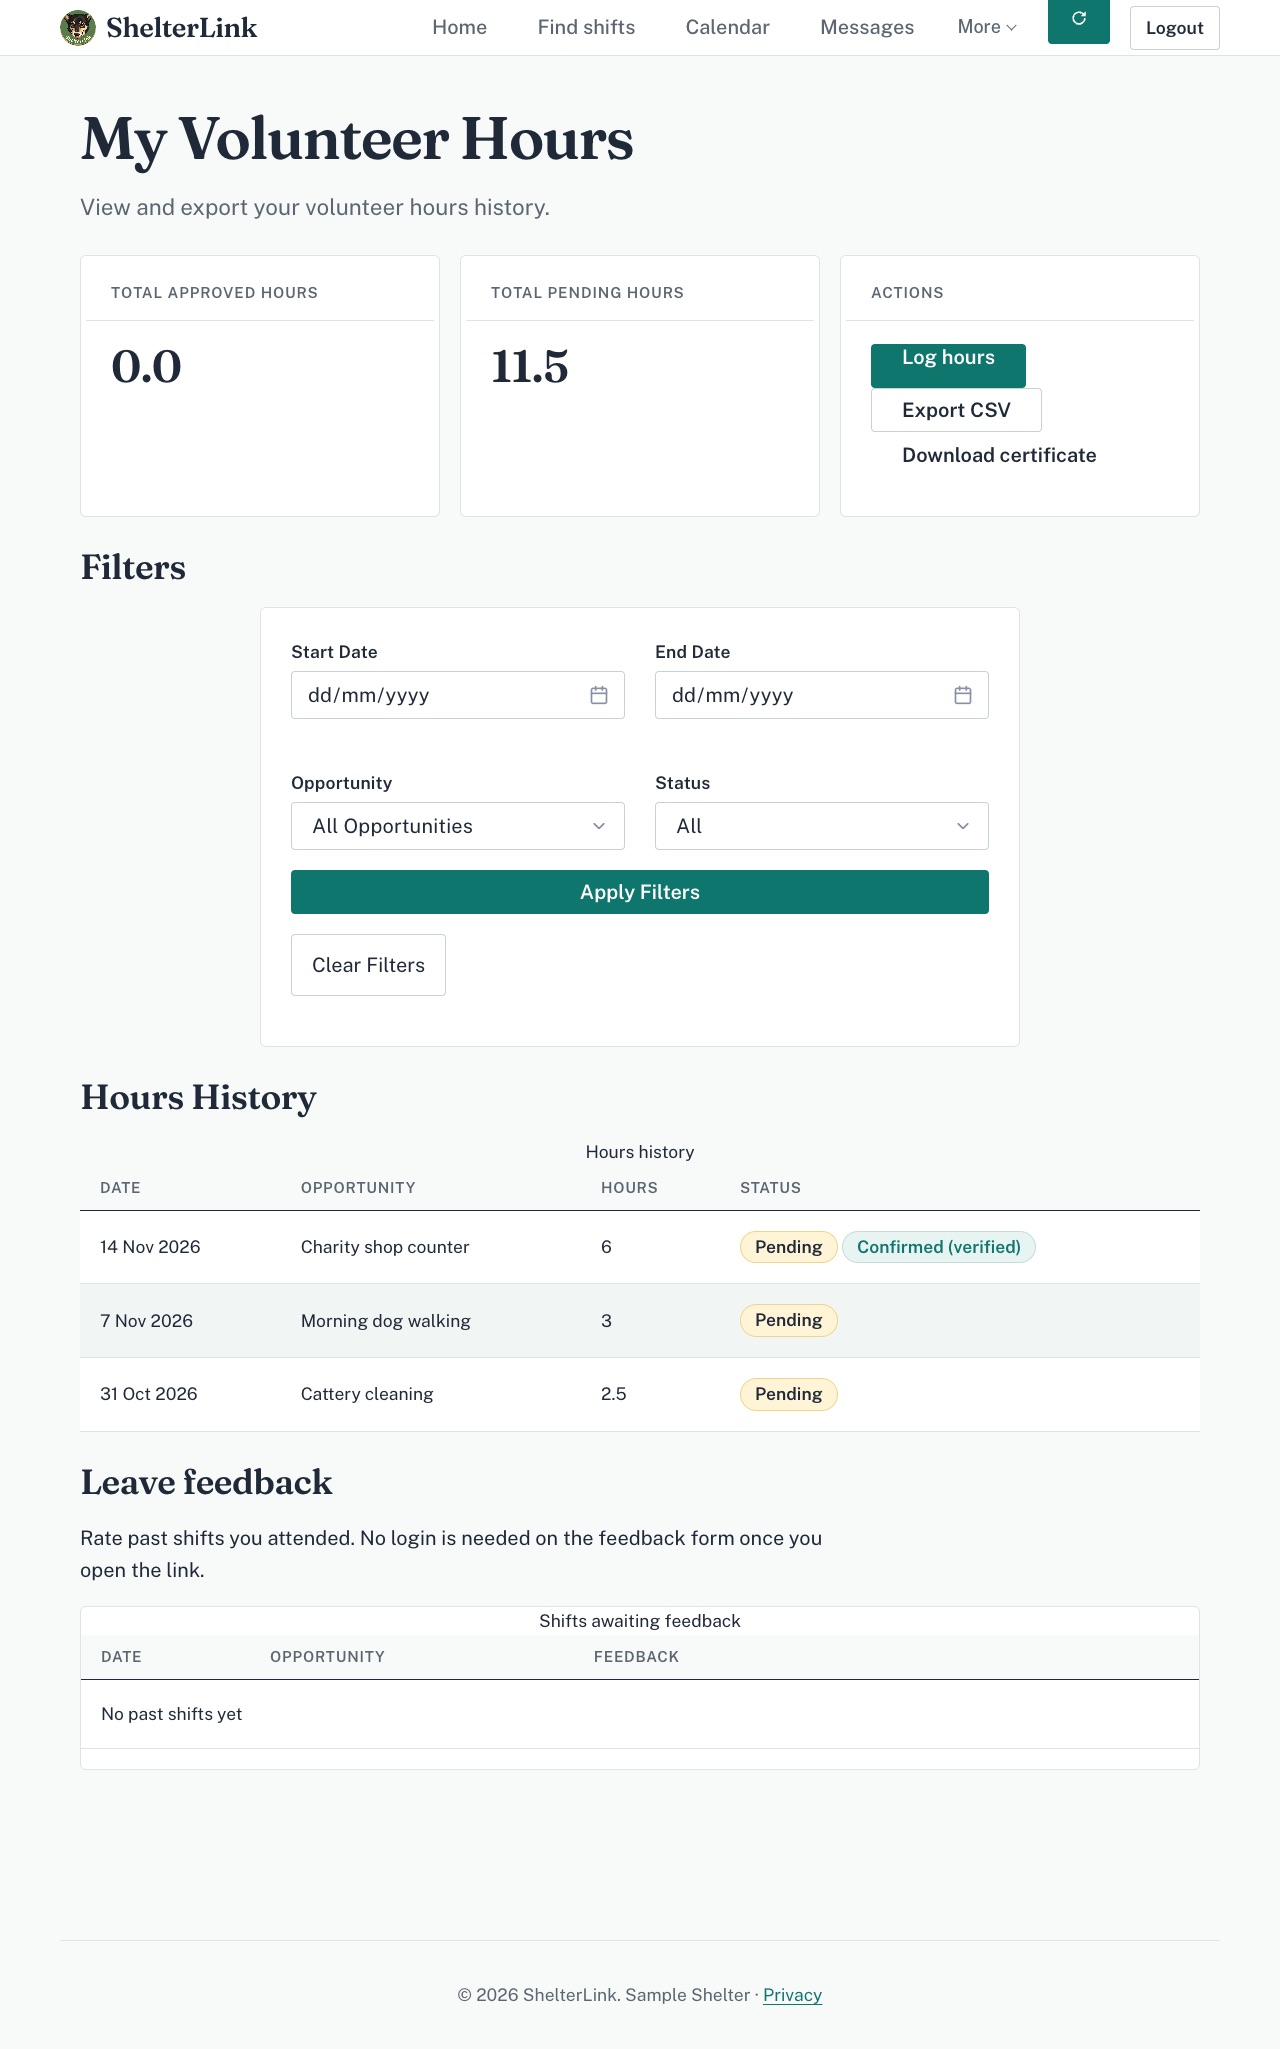 ShelterLink
Home Find shifts Calendar Messages More Logout
My Volunteer Hours
View and export your volunteer hours history.
TOTAL APPROVED HOURS
0.0
TOTAL PENDING HOURS
11.5
ACTIONS
Log hours
Export CSV
Download certificate
Filters
Start Date End Date
dd/mm/yyyy dd/mm/yyyy
Opportunity Status
All Opportunities All
Apply Filters
Clear Filters
Hours History
Hours history
DATE OPPORTUNITY HOURS STATUS
14 Nov 2026 Charity shop counter 6 Pending Confirmed (verified)
7 Nov 2026 Morning dog walking 3 Pending
31 Oct 2026 Cattery cleaning 2.5 Pending
Leave feedback
Rate past shifts you attended. No login is needed on the feedback form once you
open the link.
Shifts awaiting feedback
DATE OPPORTUNITY FEEDBACK
No past shifts yet
© 2026 ShelterLink. Sample Shelter · Privacy